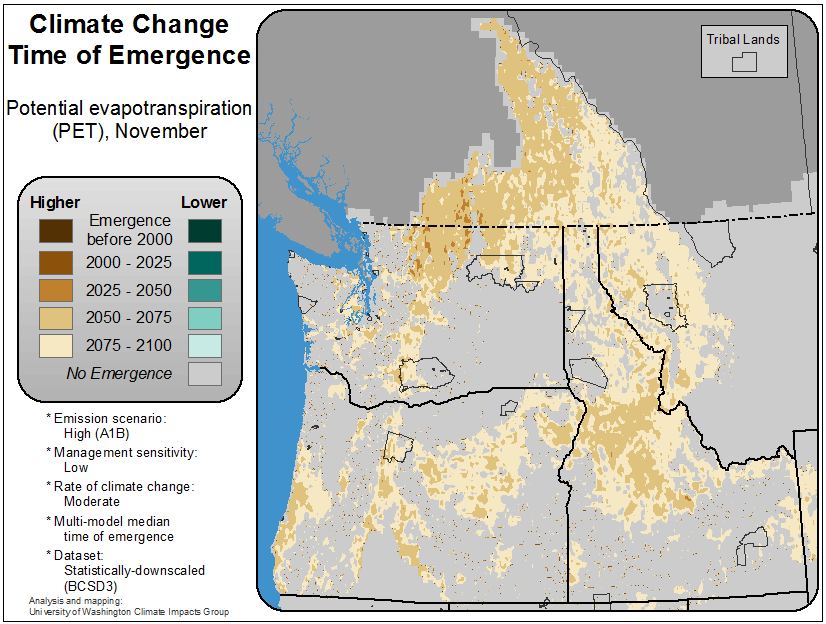 Climate Change
Time of Emergence
Potential evapotranspiration
(PET), November
Higher
Lower
Emergence
before 2000
2000 - 2025
2025 - 2050
2050 - 2075
2075 - 2100
No Emergence
* Emission scenario:
High (A1B)
* Management sensitivity:
Low
* Rate of climate change:
Moderate
* Multi-model median
time of emergence
* Dataset:
Statistically-downscaled
(BCSD3)
Analysis and mapping:
University of Washington Climate Impacts Group
Tribal Lands